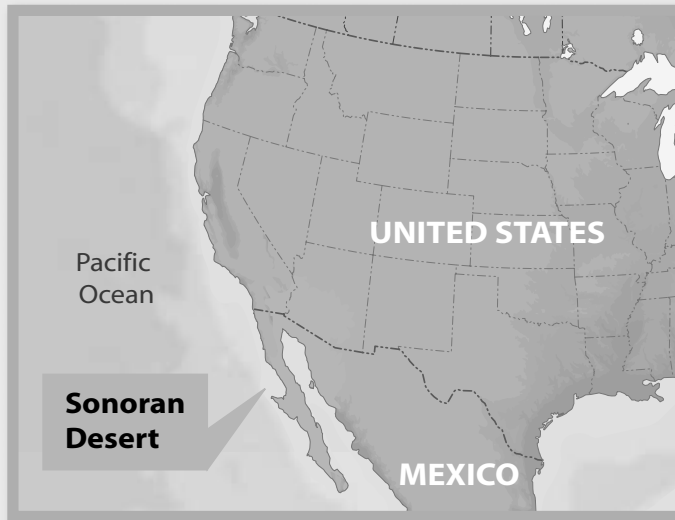 UNITED STATES
Pacific
Ocean
Sonoran
Desert
MEXICO